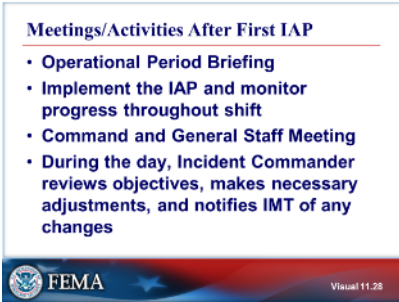 Meetings/Activities After First IAP
• Operational Period Briefing
• Implement the IAP and monitor
progress throughout shift
• Command and General Staff Meeting
• During the day, Incident Commander
reviews objectives, makes necessary
adjustments, and notifies IMT of any
changes
FEMA
Visual 11.28